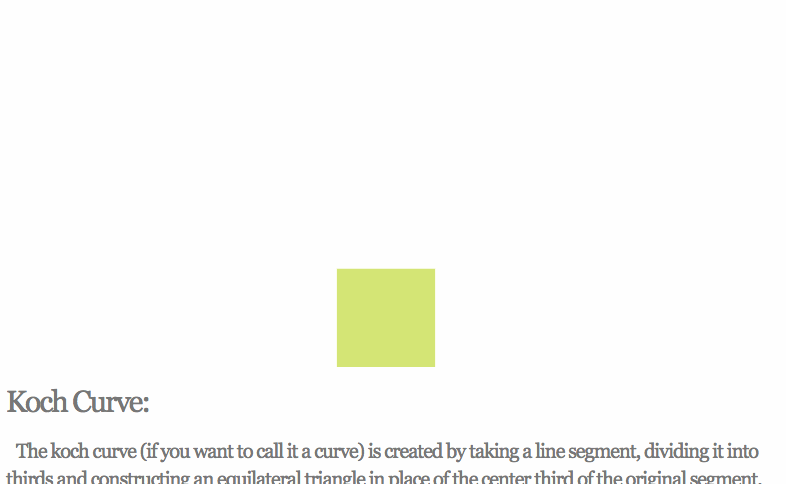 Koch Curve:
The koch curve (if you want to call it a curve) is created by taking a line segment, dividing it into
thirds and constructing an equilateral triangle in place of the center third of the original segment.